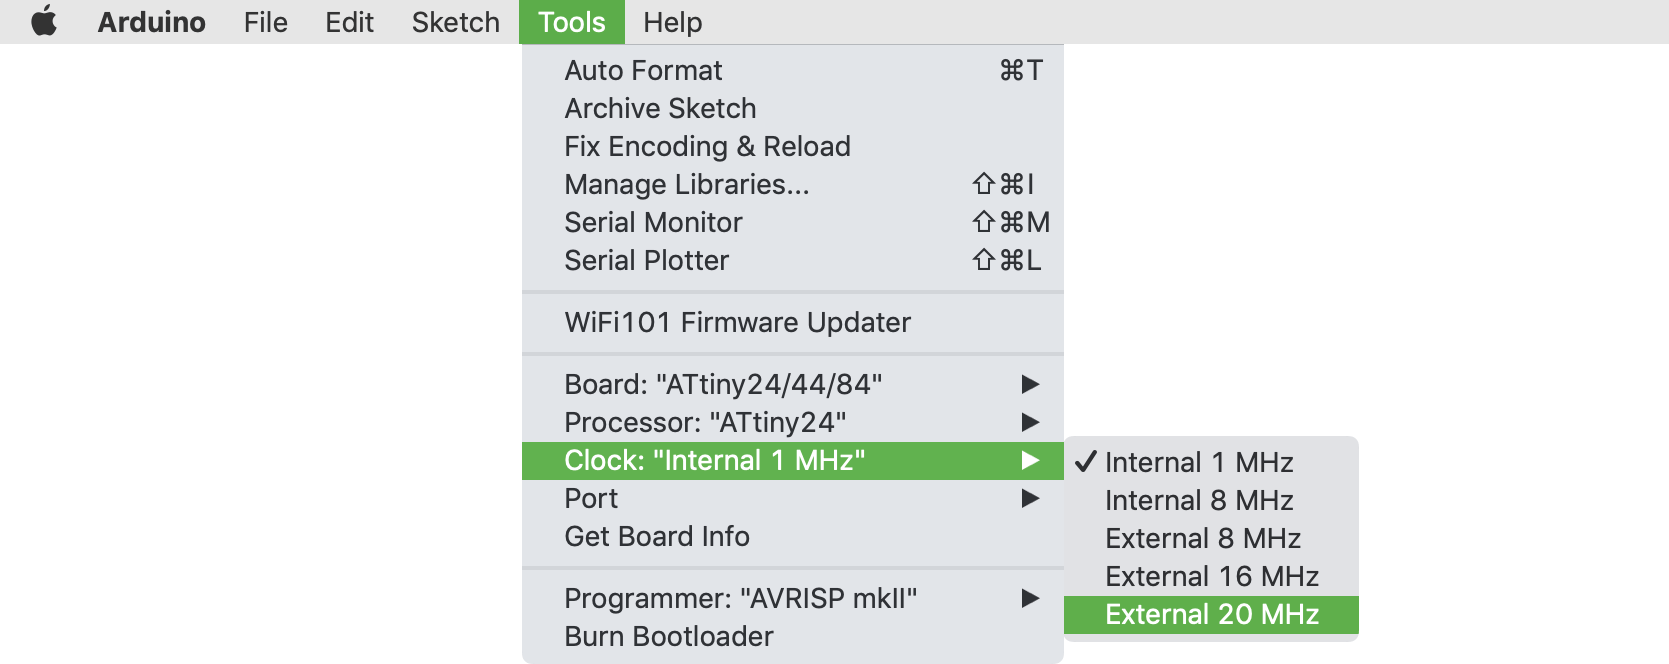 Arduino File Edit Sketch Tools Help
Auto Format ⌘T
Archive Sketch
Fix Encoding & Reload
Manage Libraries... ⇧⌘I
Serial Monitor ⇧⌘M
Serial Plotter ⇧⌘L
WiFi101 Firmware Updater
Board: "ATtiny24/44/84"
Processor: "ATtiny24"
Clock: "Internal 1 MHz"
Port
Get Board Info
Programmer: "AVRISP mkII"
Burn Bootloader
✓ Internal 1 MHz
Internal 8 MHz
External 8 MHz
External 16 MHz
External 20 MHz